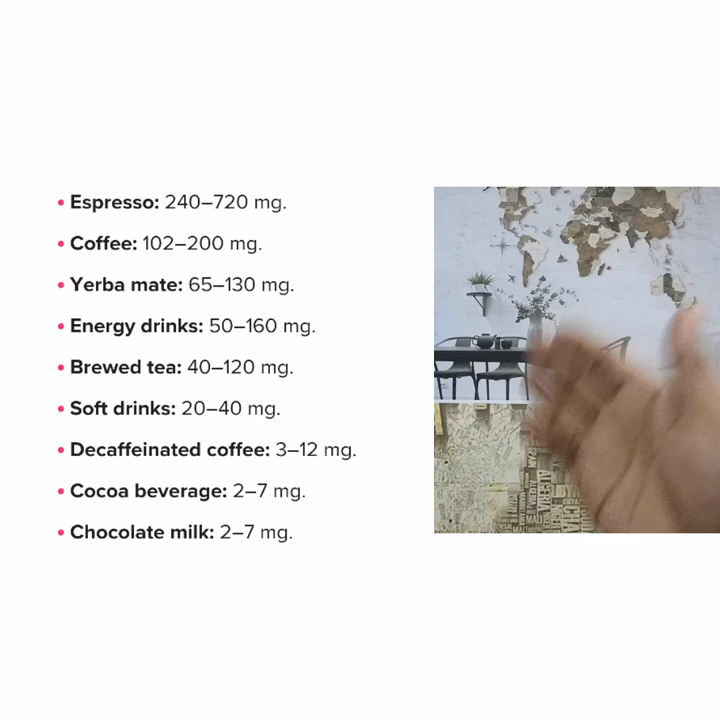 • Espresso: 240–720 mg.
• Coffee: 102–200 mg.
• Yerba mate: 65–130 mg.
• Energy drinks: 50–160 mg.
• Brewed tea: 40–120 mg.
• Soft drinks: 20–40 mg.
• Decaffeinated coffee: 3–12 mg.
• Cocoa beverage: 2–7 mg.
• Chocolate milk: 2–7 mg.
ALGERIA
MALI